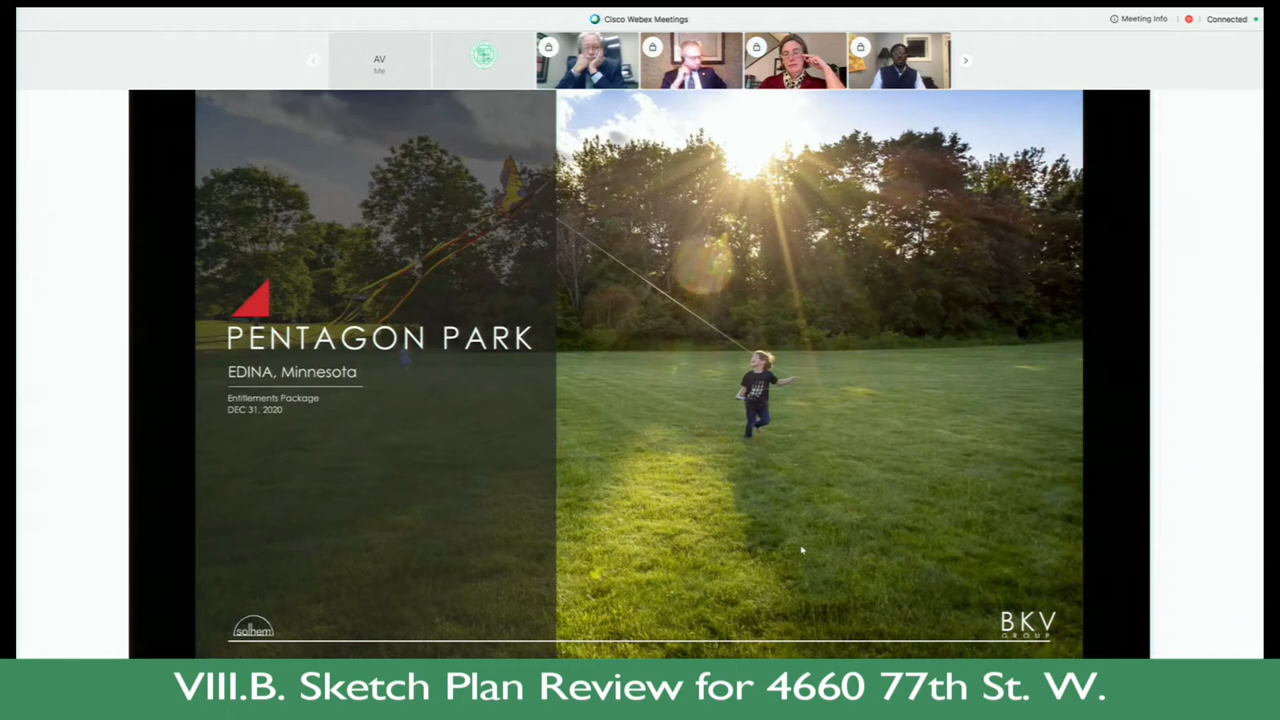 Cisco Webex Meetings
Meeting Info
Connected
AV
Me
PENTAGON PARK
EDINA, Minnesota
Entitlements Package
DEC 31, 2020
solhem
BKV
GROUP
VIII.B. Sketch Plan Review for 4660 77th St. W.